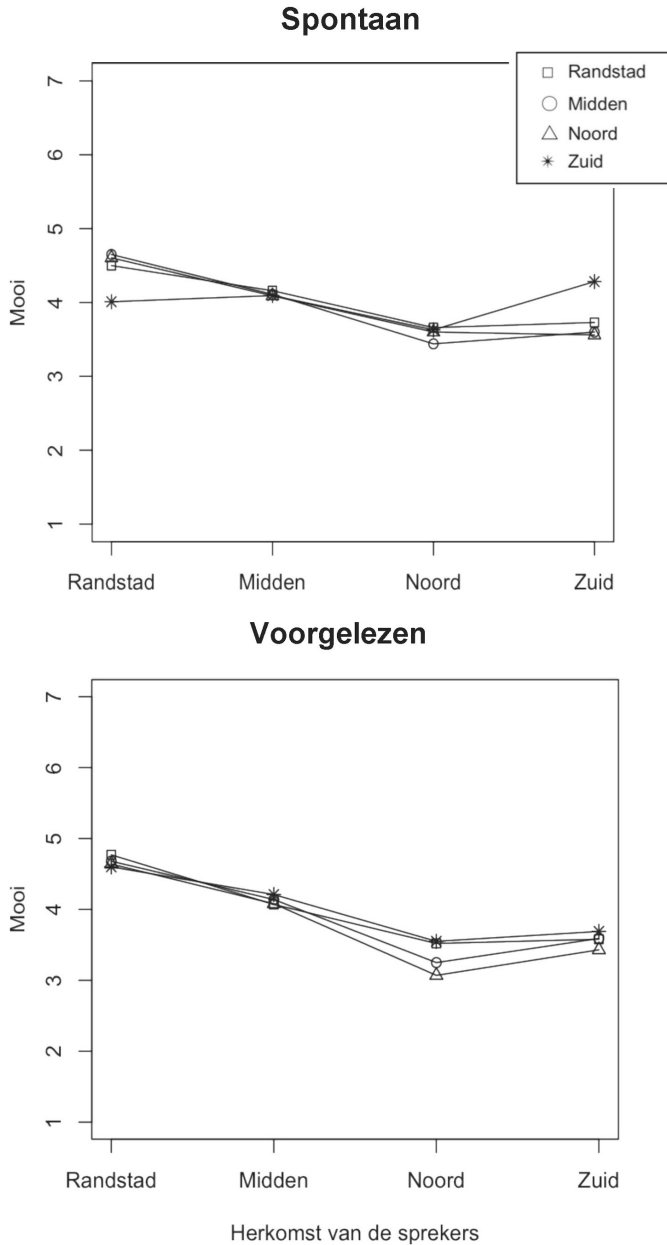 Spontaan
Randstad
Midden
Noord
Zuid
7
6
5
4
3
2
1
Mooi
Randstad Midden Noord Zuid
Voorgelezen
7
6
5
4
3
2
1
Mooi
Randstad Midden Noord Zuid
Herkomst van de sprekers